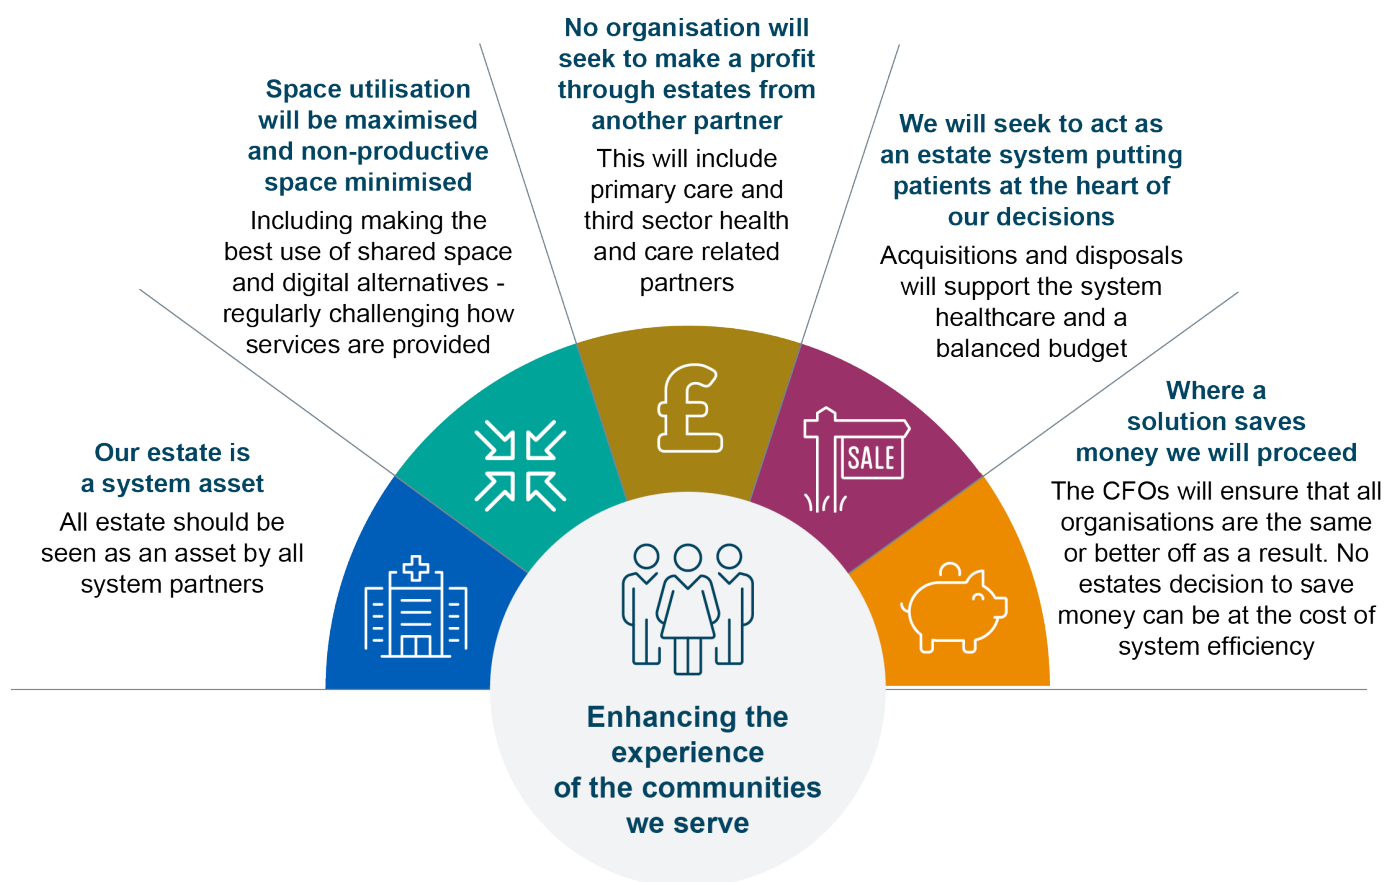 Our estate is
a system asset
All estate should be
seen as an asset by all
system partners
Space utilisation
will be maximised
and non-productive
space minimised
Including making the
best use of shared space
and digital alternatives -
regularly challenging how
services are provided
No organisation will
seek to make a profit
through estates from
another partner
This will include
primary care and
third sector health
and care related
partners
We will seek to act as
an estate system putting
patients at the heart of
our decisions
Acquisitions and disposals
will support the system
healthcare and a
balanced budget
Where a
solution saves
money we will proceed
The CFOs will ensure that all
organisations are the same
or better off as a result. No
estates decision to save
money can be at the cost of
system efficiency
£
SALE
Enhancing the
experience
of the communities
we serve